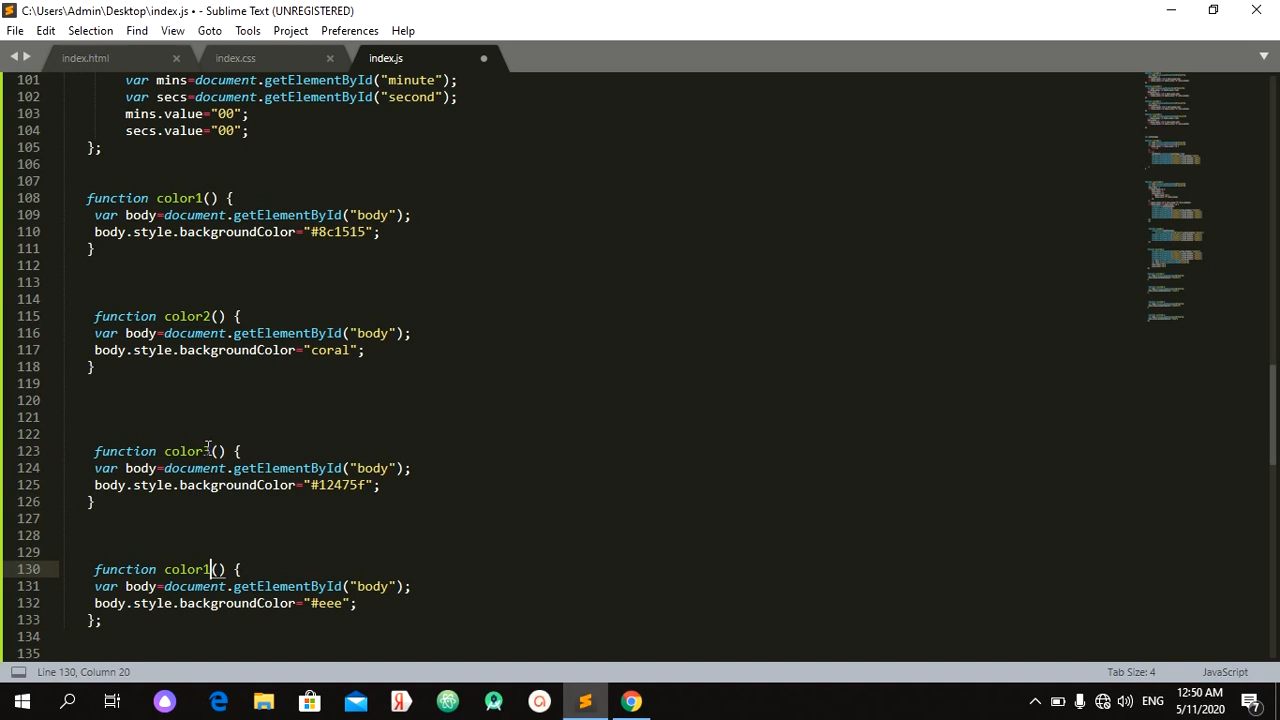 C:\Users\Admin\Desktop\index.js • - Sublime Text (UNREGISTERED)
File Edit Selection Find View Goto Tools Project Preferences Help
index.html index.css index.js
101 var mins=document.getElementById("minute");
102 var secs=document.getElementById("second");
103 mins.value="00";
104 secs.value="00";
105 };
106
107
108 function color1() {
109 var body=document.getElementById("body");
110 body.style.backgroundColor="#8c1515";
111 }
112
113
114
115 function color2() {
116 var body=document.getElementById("body");
117 body.style.backgroundColor="coral";
118 }
119
120
121
122
123 function color () {
124 var body=document.getElementById("body");
125 body.style.backgroundColor="#12475f";
126 }
127
128
129
130 function color1() {
131 var body=document.getElementById("body");
132 body.style.backgroundColor="#eee";
133 };
134
135
Line 130, Column 20 Tab Size: 4 JavaScript
ENG 12:50 AM
5/11/2020 7